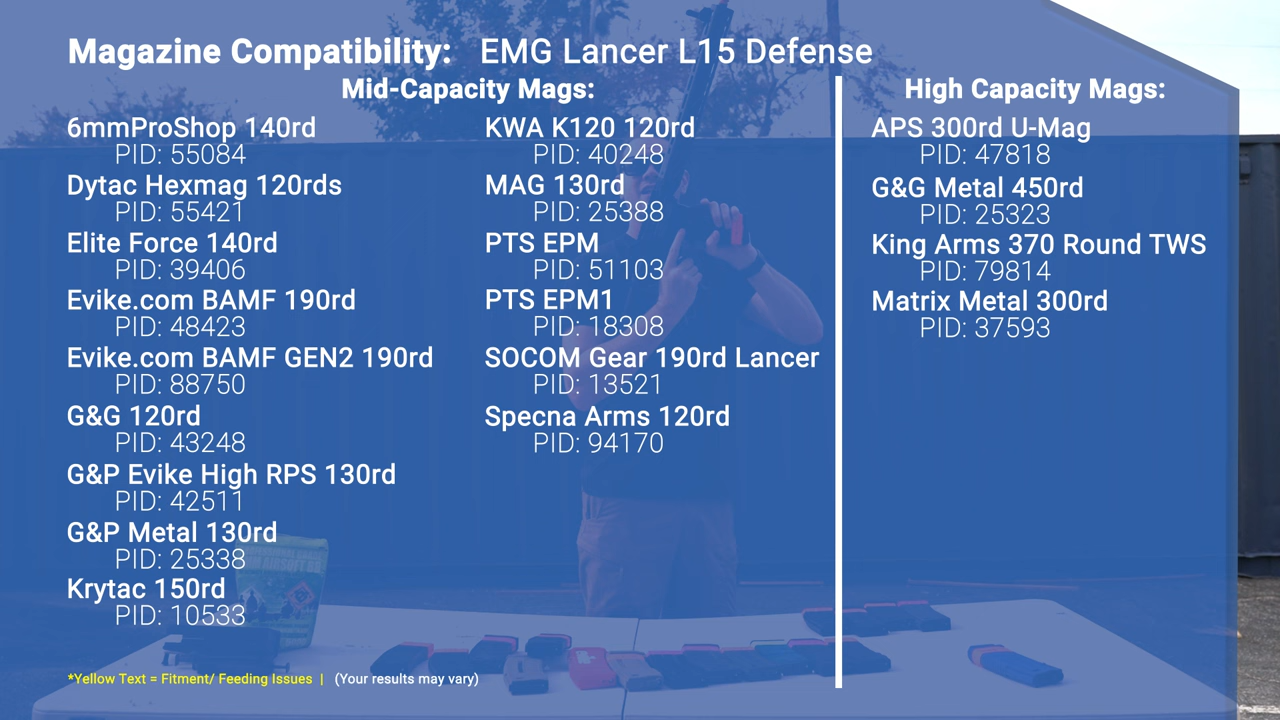 Magazine Compatibility: EMG Lancer L15 Defense
Mid-Capacity Mags:
6mmProShop 140rd
PID: 55084
Dytac Hexmag 120rds
PID: 55421
Elite Force 140rd
PID: 39406
Evike.com BAMF 190rd
PID: 48423
Evike.com BAMF GEN2 190rd
PID: 88750
G&G 120rd
PID: 43248
G&P Evike High RPS 130rd
PID: 42511
G&P Metal 130rd
PID: 25338
Krytac 150rd
PID: 10533
KWA K120 120rd
PID: 40248
MAG 130rd
PID: 25388
PTS EPM
PID: 51103
PTS EPM1
PID: 18308
SOCOM Gear 190rd Lancer
PID: 13521
Specna Arms 120rd
PID: 94170
High Capacity Mags:
APS 300rd U-Mag
PID: 47818
G&G Metal 450rd
PID: 25323
King Arms 370 Round TWS
PID: 79814
Matrix Metal 300rd
PID: 37593
*Yellow Text = Fitment/ Feeding Issues | (Your results may vary)